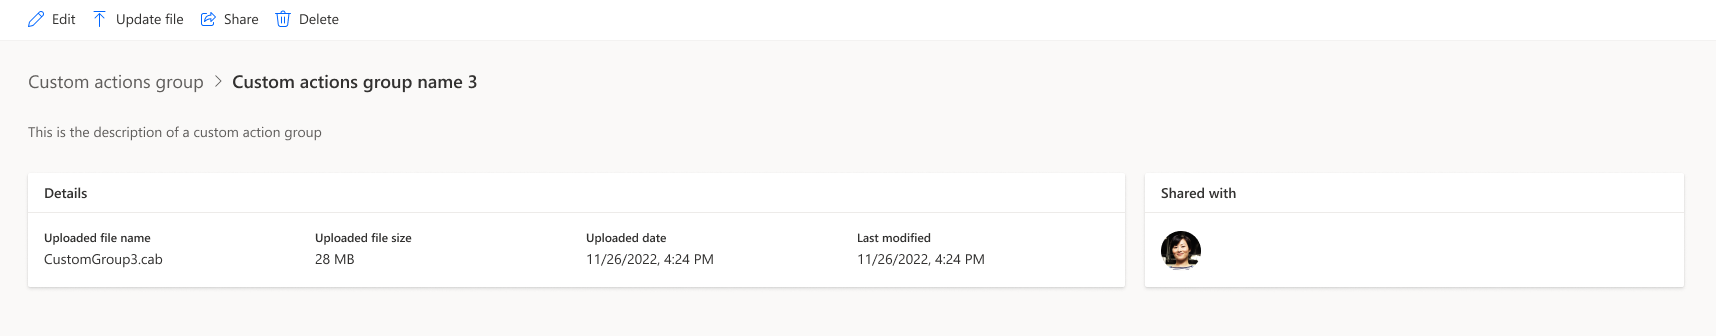 Edit Update file Share Delete
Custom actions group > Custom actions group name 3
This is the description of a custom action group
Details
Uploaded file name Uploaded file size Uploaded date Last modified
CustomGroup3.cab 28 MB 11/26/2022, 4:24 PM 11/26/2022, 4:24 PM
Shared with